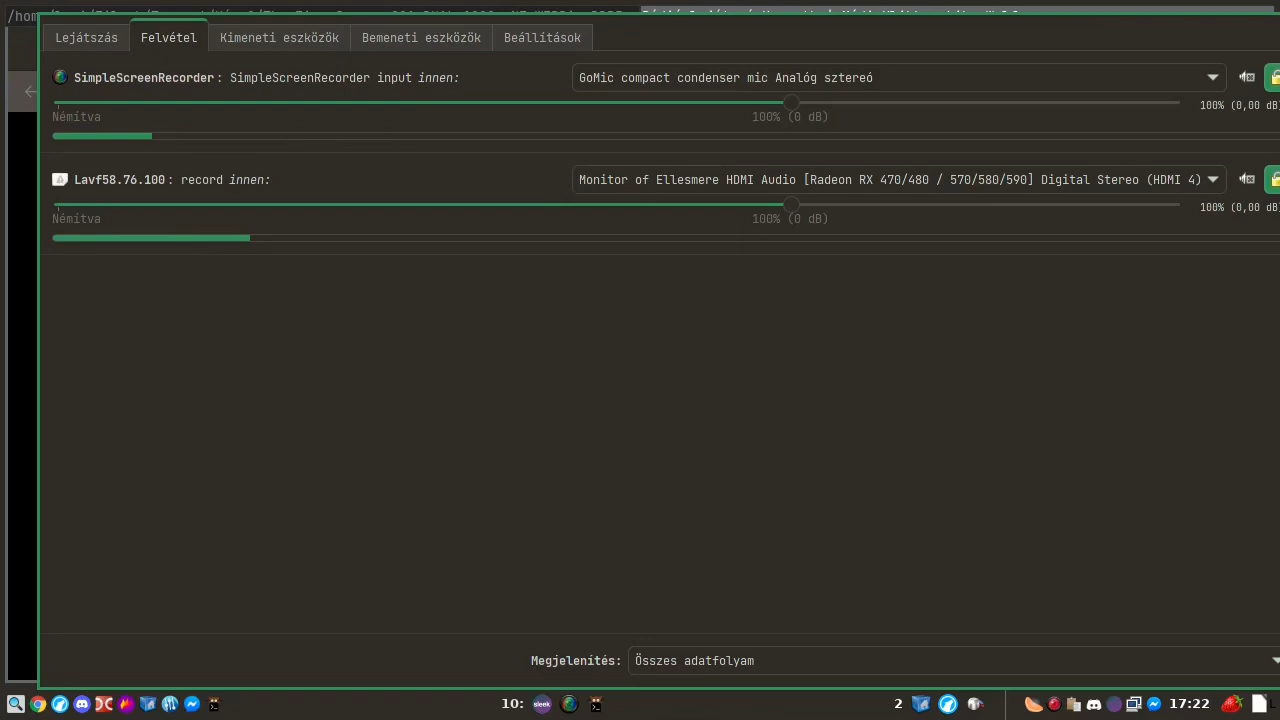 /hom
Lejátszás Felvétel Kimeneti eszközök Bemeneti eszközök Beállítások
SimpleScreenRecorder: SimpleScreenRecorder input innen: GoMic compact condenser mic Analóg sztereó
100% (0,00 dB)
Némítva 100% (0 dB)
Lavf58.76.100: record innen: Monitor of Ellesmere HDMI Audio [Radeon RX 470/480 / 570/580/590] Digital Stereo (HDMI 4)
100% (0,00 dB)
Némítva 100% (0 dB)
Megjelenítés: Összes adatfolyam
10: sleek 2 17:22